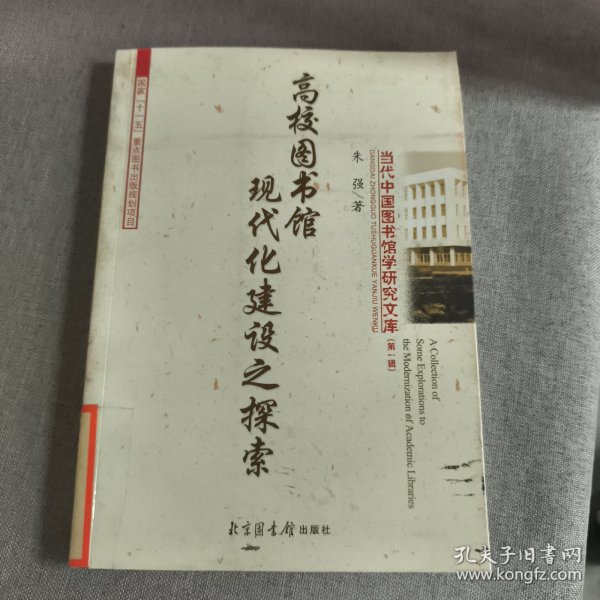 国家“十一五”重点图书出版规划项目
高校图书馆
现代化建设之探索
朱强/著
当代中国图书馆学研究文库
(第一辑)
DANGDAI ZHONGGUO TUSHUGUANXUE YANJIU WENKU
A Collection of
Some Explorations to
the Modernization of Academic Libraries
北京图书馆出版社
孔夫子旧书网
www.kongfz.com